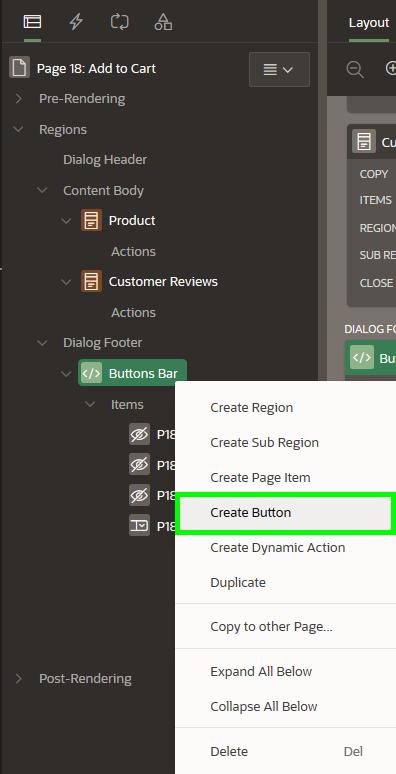 Layout
Page 18: Add to Cart
Pre-Rendering
Regions
Dialog Header
Content Body
Product
Actions
Customer Reviews
Actions
Dialog Footer
Buttons Bar
Items
P18
P18
P18
P18
Post-Rendering
Create Region
Create Sub Region
Create Page Item
Create Button
Create Dynamic Action
Duplicate
Copy to other Page...
Expand All Below
Collapse All Below
Delete Del
Cu
COPY
ITEMS
REGION
SUB RE
CLOSE
DIALOG FO
Bu